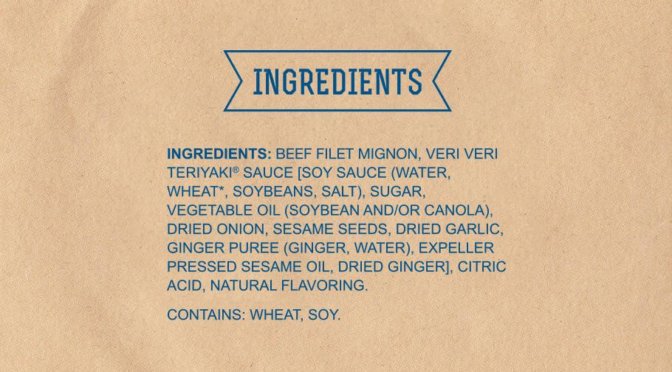 INGREDIENTS
INGREDIENTS: BEEF FILET MIGNON, VERI VERI
TERIYAKI® SAUCE [SOY SAUCE (WATER,
WHEAT*, SOYBEANS, SALT), SUGAR,
VEGETABLE OIL (SOYBEAN AND/OR CANOLA),
DRIED ONION, SESAME SEEDS, DRIED GARLIC,
GINGER PUREE (GINGER, WATER), EXPELLER
PRESSED SESAME OIL, DRIED GINGER], CITRIC
ACID, NATURAL FLAVORING.
CONTAINS: WHEAT, SOY.